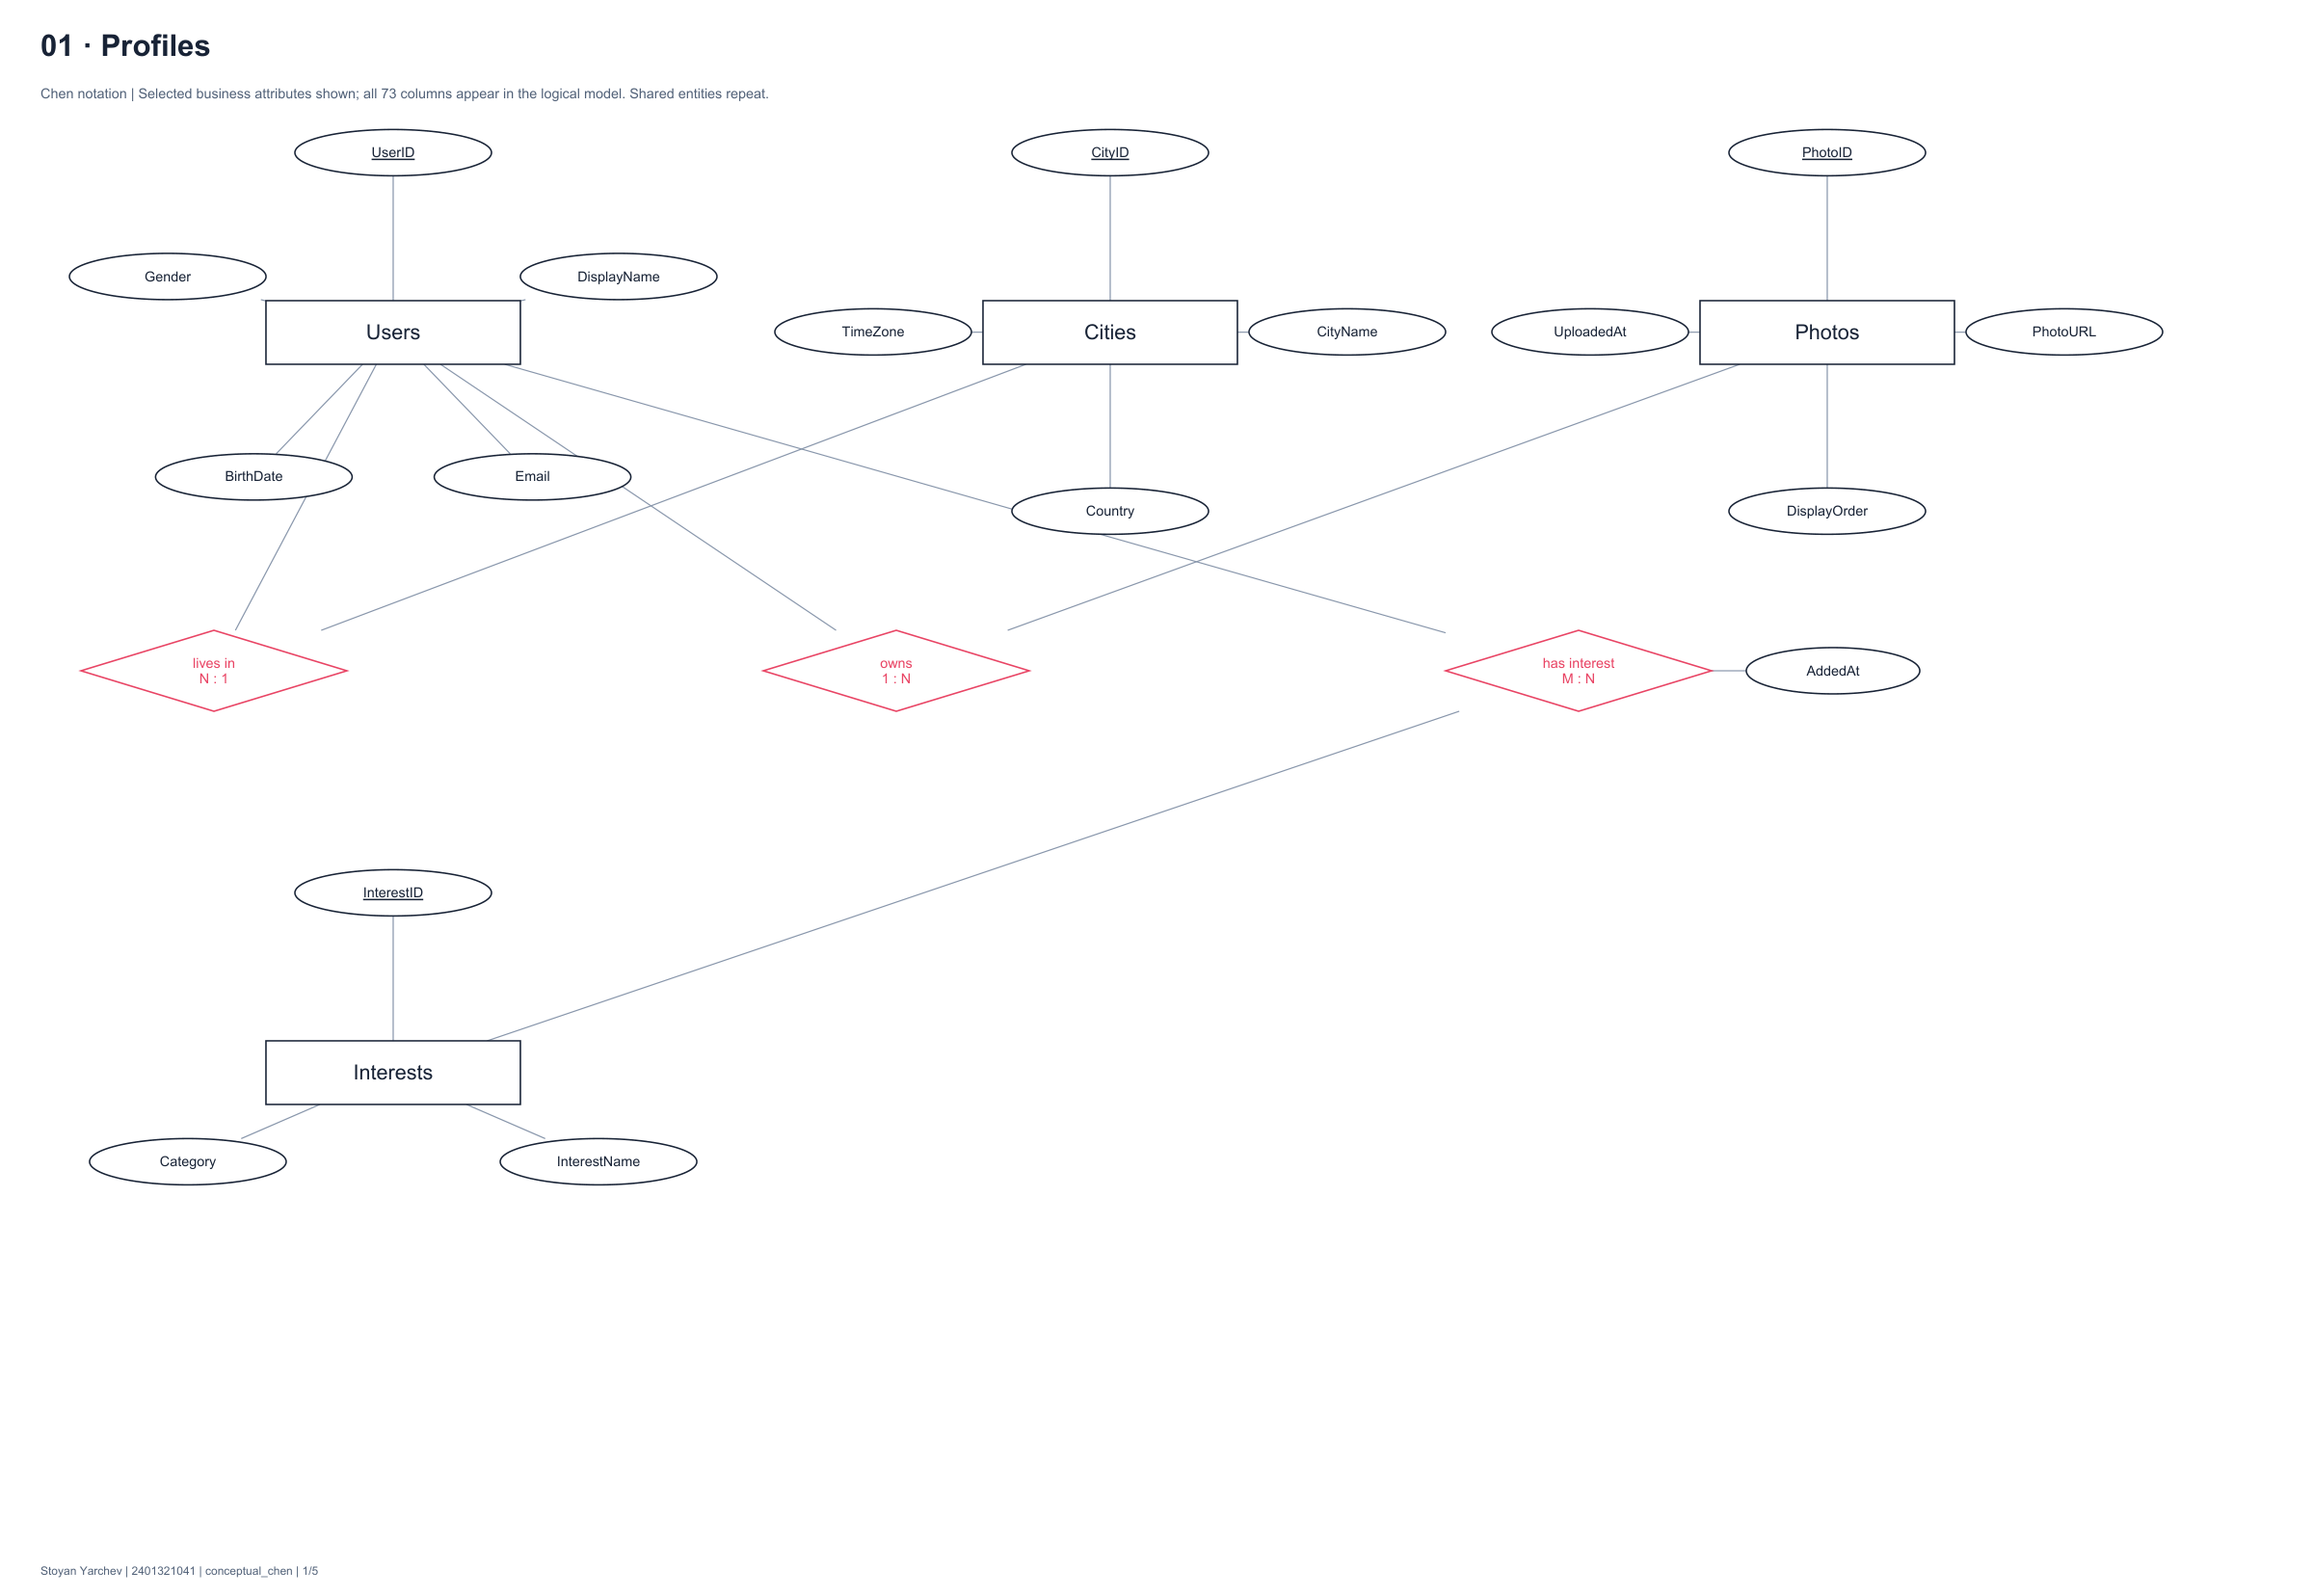 01 · Profiles
Chen notation | Selected business attributes shown; all 73 columns appear in the logical model. Shared entities repeat.
UserID
CityID
PhotoID
Gender
DisplayName
Users
TimeZone
Cities
CityName
UploadedAt
Photos
PhotoURL
BirthDate
Email
Country
DisplayOrder
lives in
N : 1
owns
1 : N
has interest
M : N
AddedAt
InterestID
Interests
Category
InterestName
Stoyan Yarchev | 2401321041 | conceptual_chen | 1/5